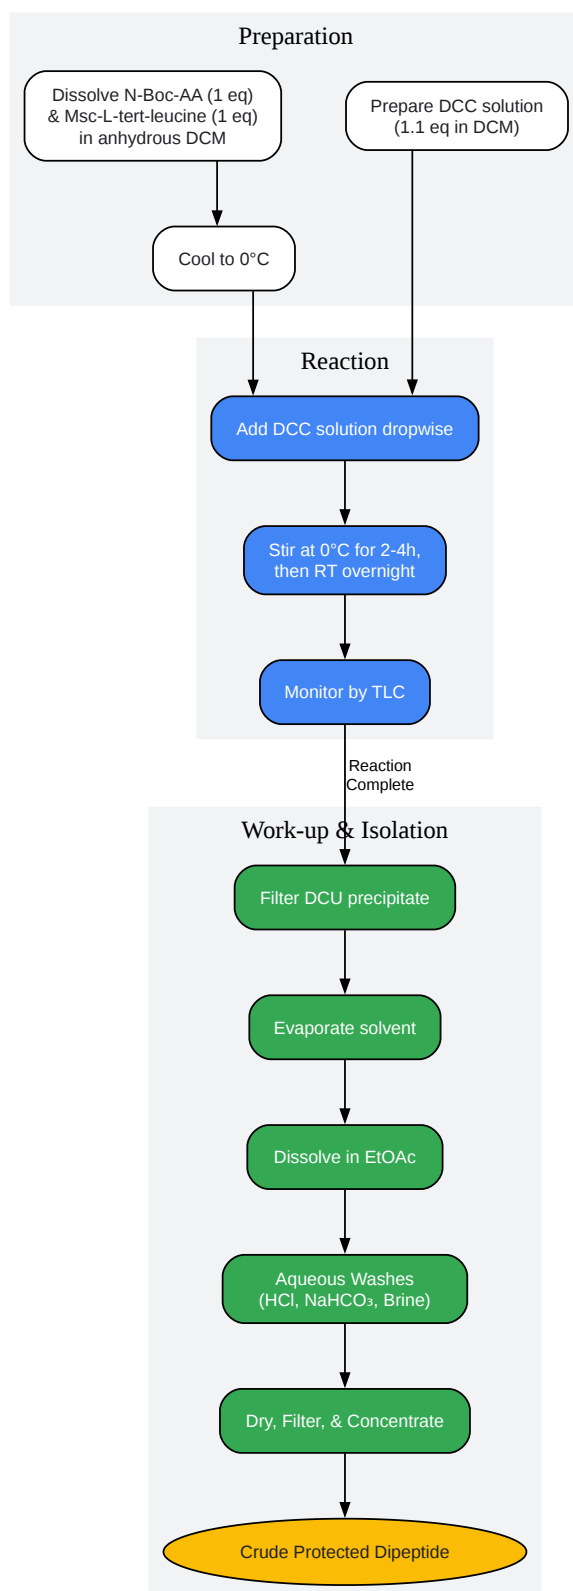 Preparation
Dissolve N-Boc-AA (1 eq)
& Msc-L-tert-leucine (1 eq)
in anhydrous DCM
Prepare DCC solution
(1.1 eq in DCM)
Cool to 0°C
Reaction
Add DCC solution dropwise
Stir at 0°C for 2-4h,
then RT overnight
Monitor by TLC
Reaction
Complete
Work-up & Isolation
Filter DCU precipitate
Evaporate solvent
Dissolve in EtOAc
Aqueous Washes
(HCl, NaHCO₃, Brine)
Dry, Filter, & Concentrate
Crude Protected Dipeptide